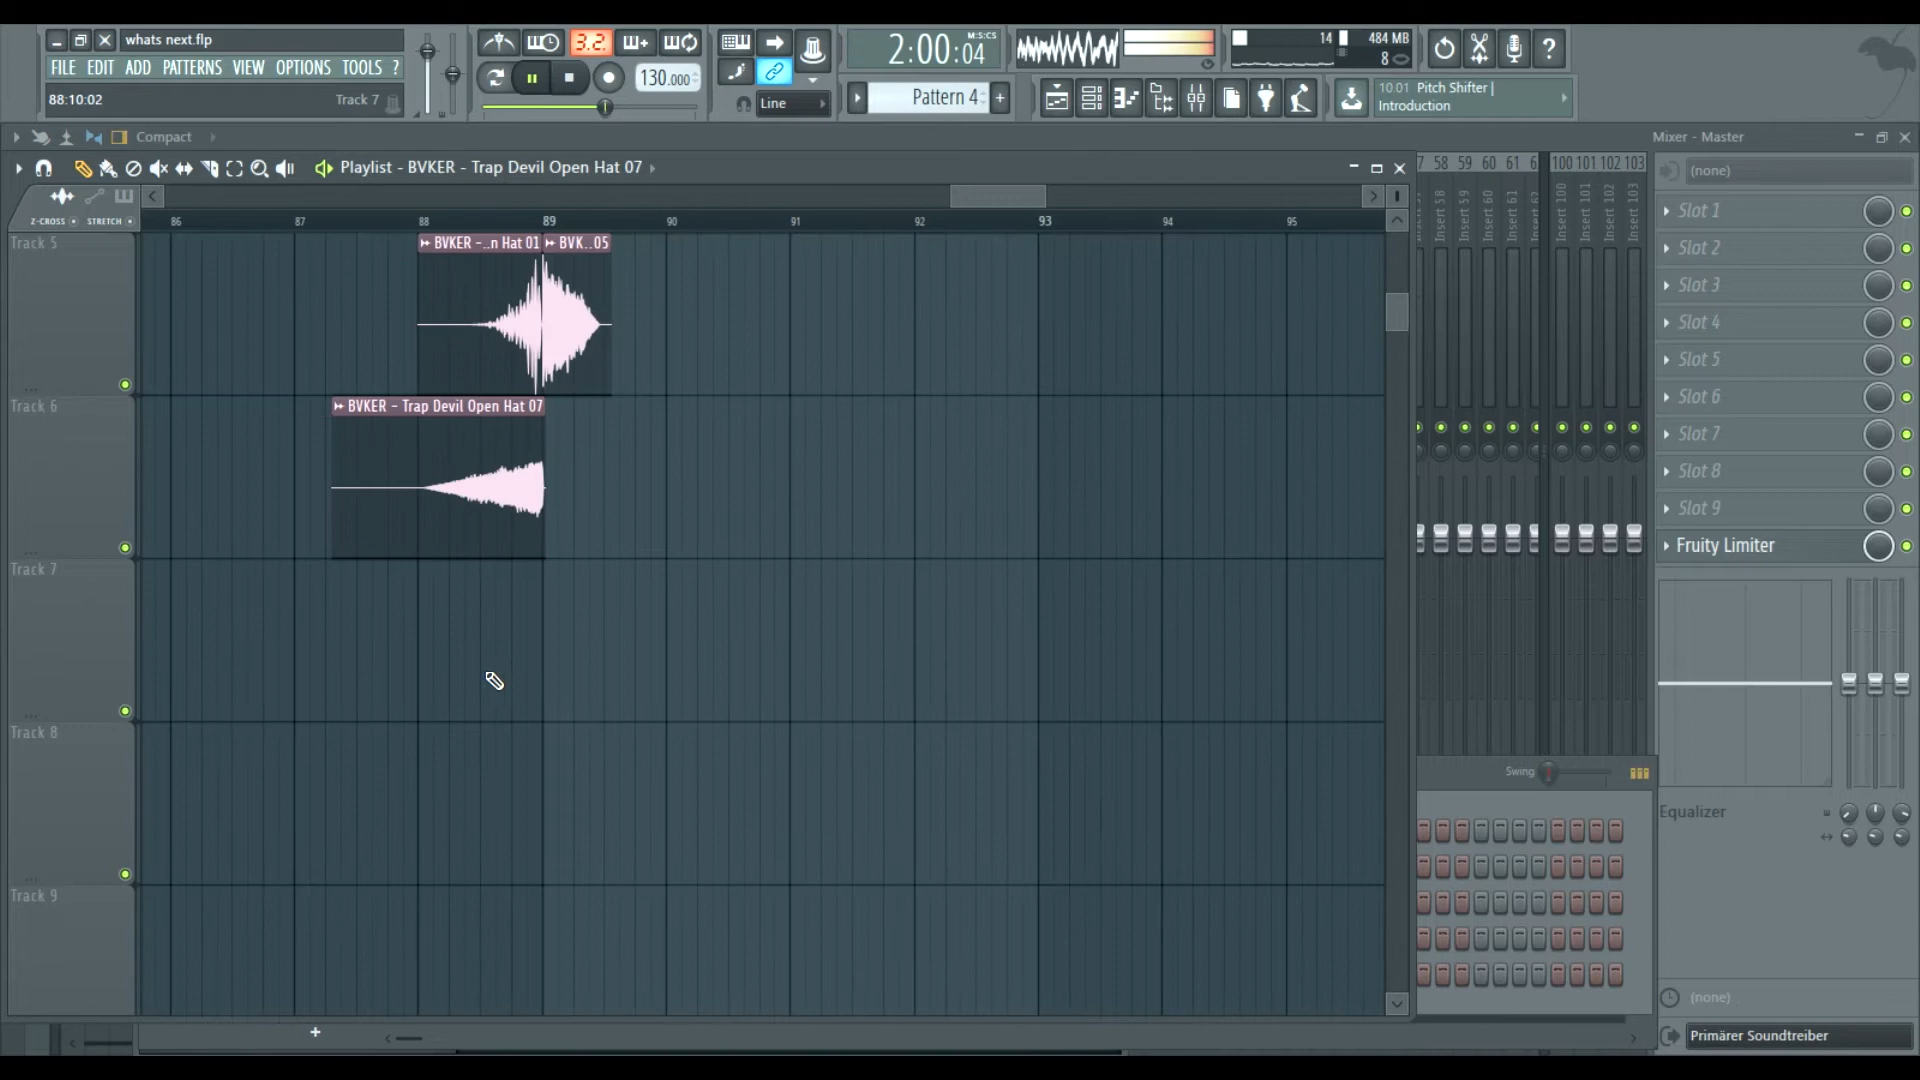 whats next.flp
FILE EDIT ADD PATTERNS VIEW OPTIONS TOOLS ?
88:10:02 Track 7
3.2.
130.000
Line
2:00:04
M:S:CS
Pattern 4
+
14
484 MB
8
?
10.01 Pitch Shifter |
Introduction
Compact
Mixer - Master
Playlist - BVKER - Trap Devil Open Hat 07
Z-CROSS STRETCH
86 87 88 89 90 91 92 93 94 95
7 58 59 60 61 100 101 102 103
Insert 58
Insert 59
Insert 60
Insert 61
Insert 100
Insert 101
Insert 102
Insert 103
Track 5
BVKER -..n Hat 01
BVK..05
Track 6
BVKER - Trap Devil Open Hat 07
Track 7
Track 8
Track 9
(none)
Slot 1
Slot 2
Slot 3
Slot 4
Slot 5
Slot 6
Slot 7
Slot 8
Slot 9
Fruity Limiter
Swing
Equalizer
(none)
Primärer Soundtreiber
+